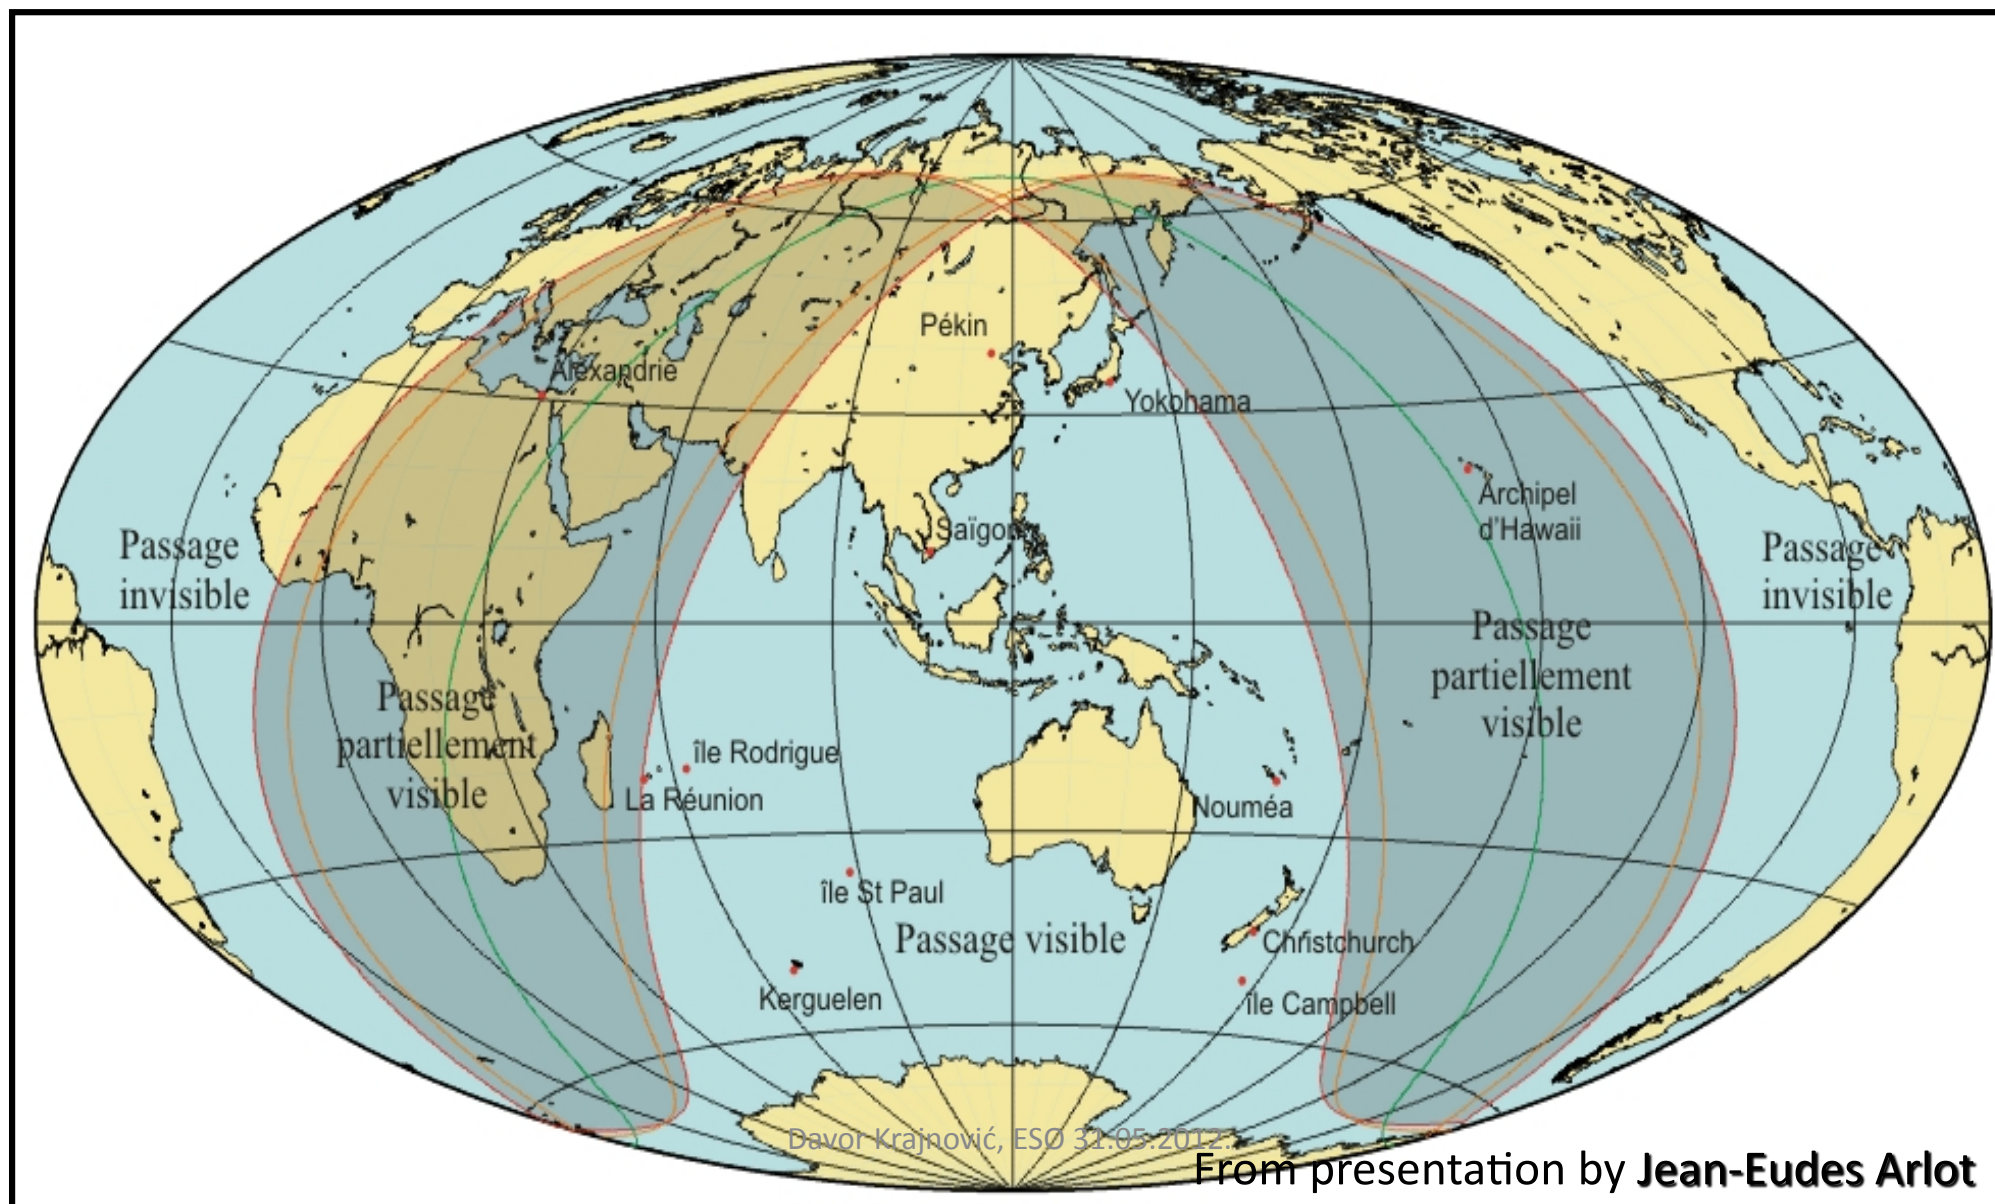 Pékin
Alexandrie
Yokohama
Archipel
d'Hawaii
Saïgon
Passage
invisible
Passage
invisible
Passage
partiellement
visible
Passage
partiellement
visible
île Rodrigue
La Réunion
Nouméa
île St Paul
Passage visible
Christchurch
Kerguelen
île Campbell
Davor Krajnović, ESO 31.05.2012.
From presentation by Jean-Eudes Arlot